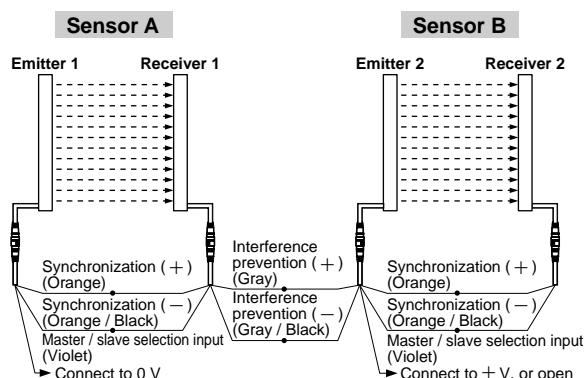 Sensor A
Sensor B
Emitter 1
Receiver 1
Emitter 2
Receiver 2
Synchronization (+)
(Orange)
Synchronization (−)
(Orange / Black)
Master / slave selection input
(Violet)
Connect to 0 V
Interference
prevention (+)
(Gray)
Interference
prevention (−)
(Gray / Black)
Synchronization (+)
(Orange)
Synchronization (−)
(Orange / Black)
Master / slave selection input
(Violet)
Connect to + V, or open